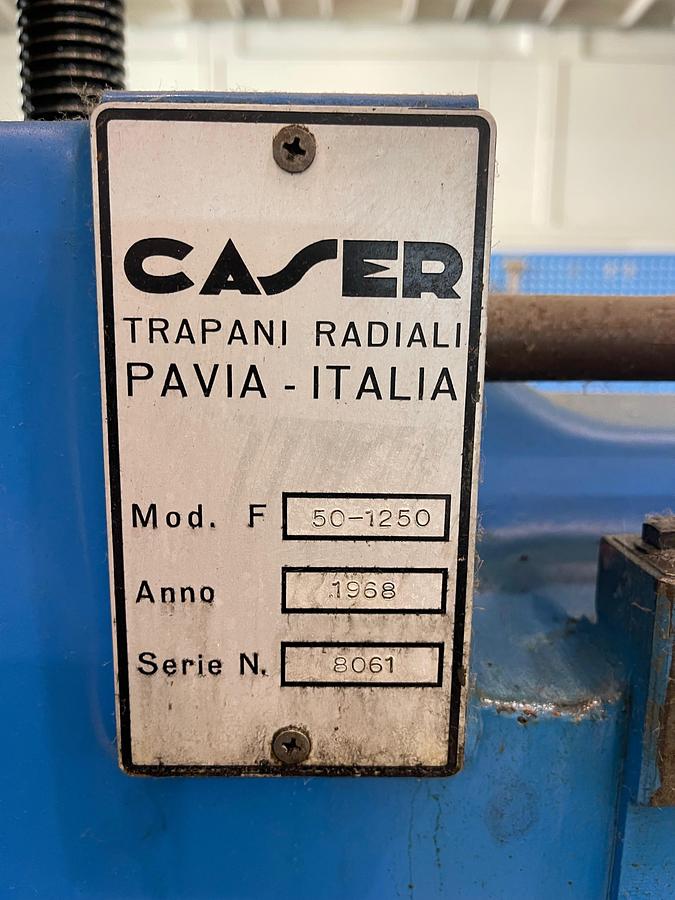 CASER
TRAPANI RADIALI
PAVIA - ITALIA
Mod. F 50-1250
Anno 1968
Serie N. 8061